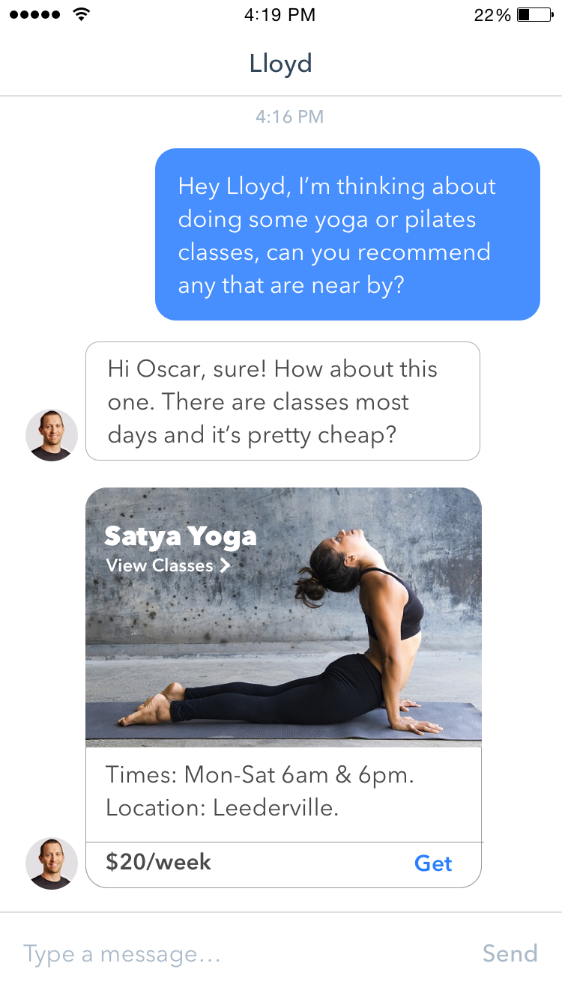 4:19 PM 22%
Lloyd
4:16 PM
Hey Lloyd, I’m thinking about
doing some yoga or pilates
classes, can you recommend
any that are near by?
Hi Oscar, sure! How about this
one. There are classes most
days and it’s pretty cheap?
Satya Yoga
View Classes
Times: Mon-Sat 6am & 6pm.
Location: Leederville.
$20/week Get
Type a message… Send